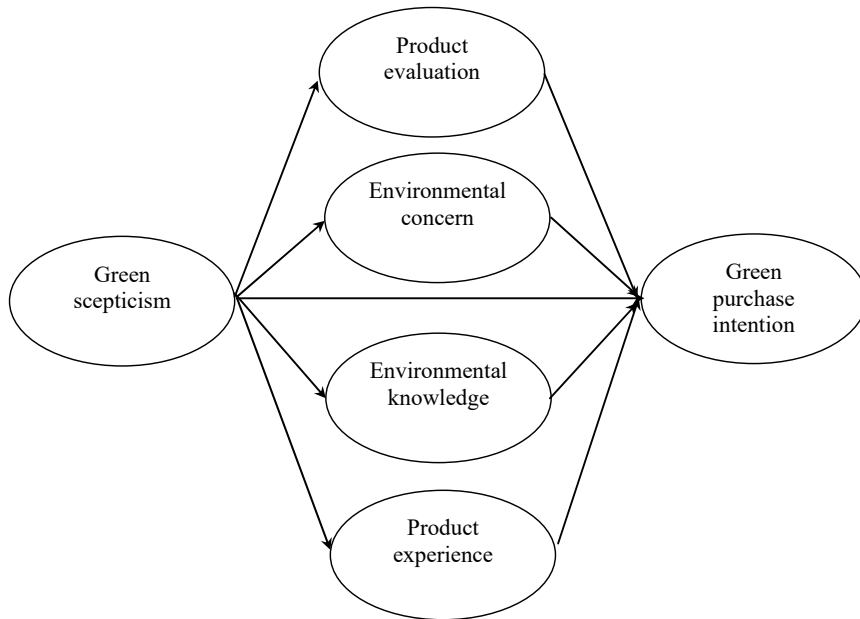 Product
evaluation
Environmental
concern
Green
scepticism
Green
purchase
intention
Environmental
knowledge
Product
experience